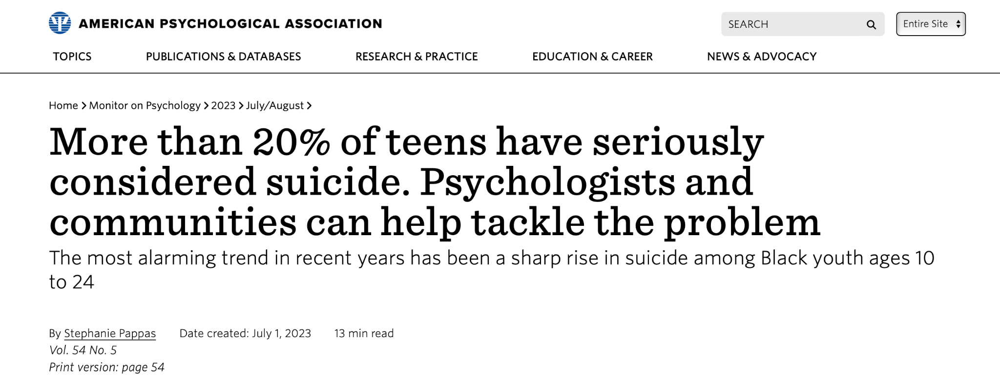 AMERICAN PSYCHOLOGICAL ASSOCIATION
SEARCH
Entire Site
TOPICS
PUBLICATIONS & DATABASES
RESEARCH & PRACTICE
EDUCATION & CAREER
NEWS & ADVOCACY
Home > Monitor on Psychology > 2023 > July/August >
More than 20% of teens have seriously
considered suicide. Psychologists and
communities can help tackle the problem
The most alarming trend in recent years has been a sharp rise in suicide among Black youth ages 10
to 24
By Stephanie Pappas Date created: July 1, 2023 13 min read
Vol. 54 No. 5
Print version: page 54